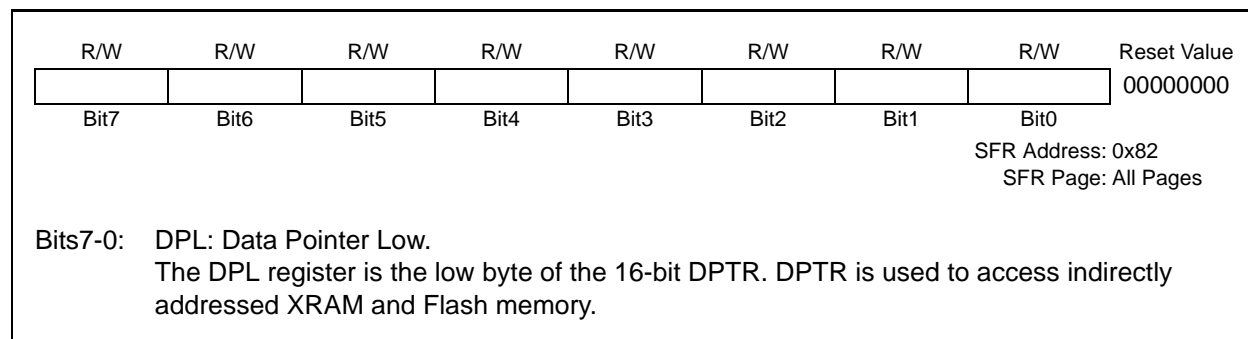 R/W R/W R/W R/W R/W R/W R/W R/W Reset Value
00000000
Bit7 Bit6 Bit5 Bit4 Bit3 Bit2 Bit1 Bit0
SFR Address: 0x82
SFR Page: All Pages
Bits7-0: DPL: Data Pointer Low.
The DPL register is the low byte of the 16-bit DPTR. DPTR is used to access indirectly
addressed XRAM and Flash memory.